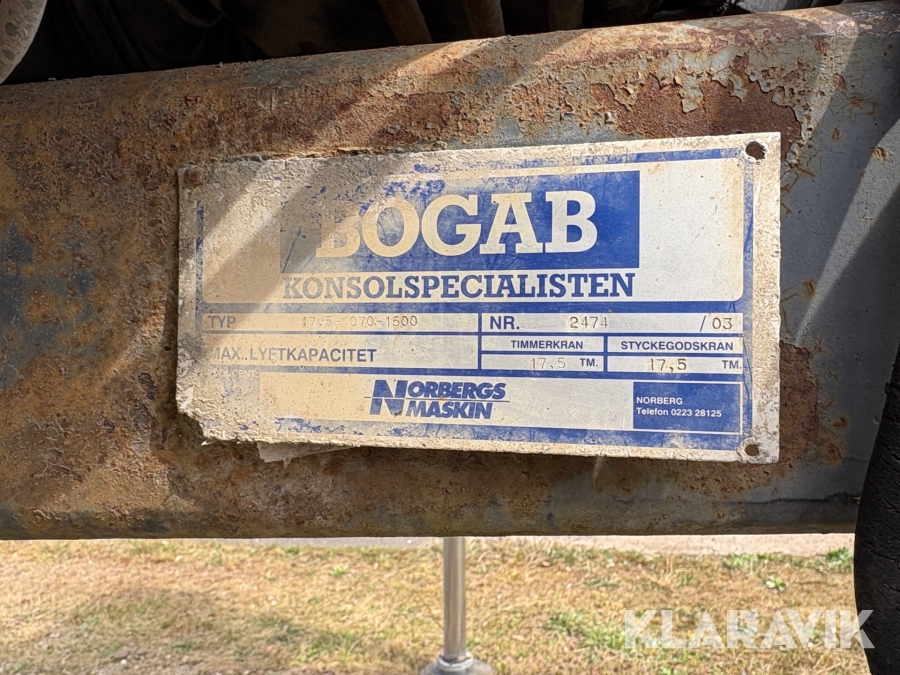 BOGAB
KONSOLSPECIALISTEN
TYP 17,5-1070-1500 NR. 2474 /03
MAX. LYFTKAPACITET TIMMERKRAN STYCKEGODSKRAN
17,5 TM. 17,5 TM.
NORBERGS
MASKIN
NORBERG
Telefon 0223 28125
KLARAVIK